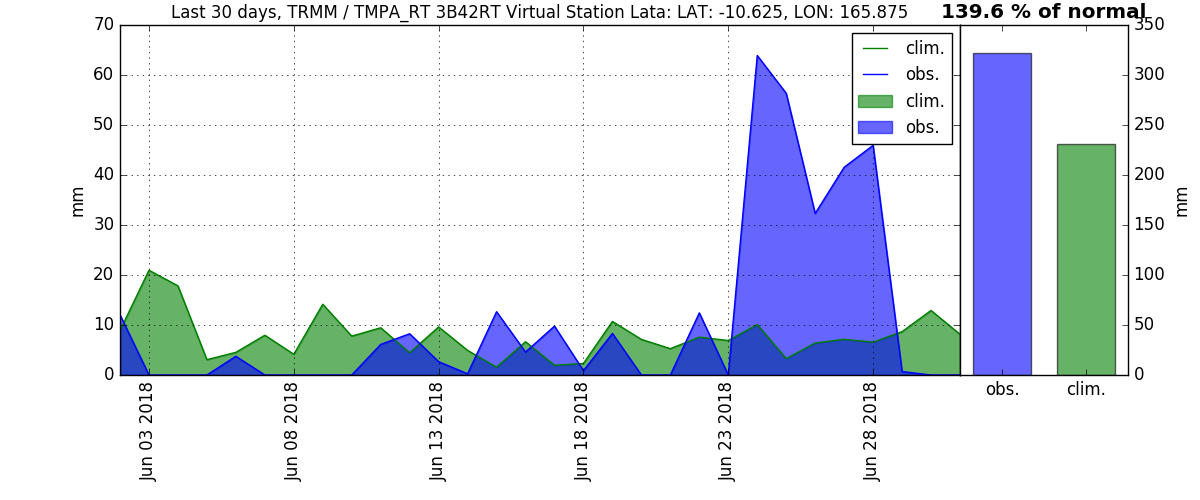 Last 30 days, TRMM / TMPA_RT 3B42RT Virtual Station Lata: LAT: -10.625, LON: 165.875
139.6 % of normal
70
60
50
40
30
20
10
0
mm
clim.
obs.
clim.
obs.
Jun 03 2018
Jun 08 2018
Jun 13 2018
Jun 18 2018
Jun 23 2018
Jun 28 2018
350
300
250
200
150
100
50
0
mm
obs.
clim.